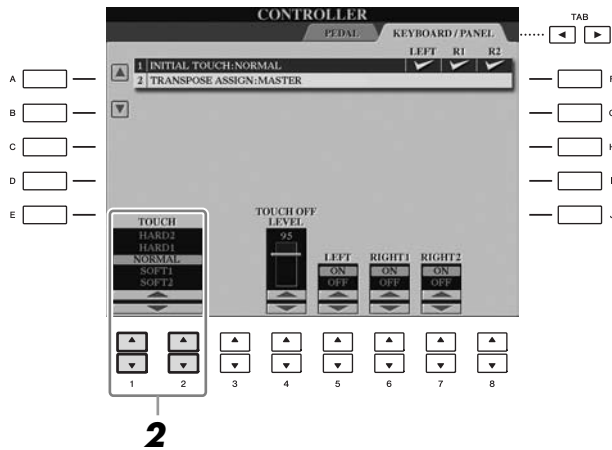 CONTROLLER
TAB
PEDAL KEYBOARD / PANEL
LEFT R1 R2
1 INITIAL TOUCH:NORMAL
2 TRANSPOSE ASSIGN:MASTER
A
B
C
D
E
TOUCH
HARD2
HARD1
NORMAL
SOFT1
SOFT2
TOUCH OFF
LEVEL
95
LEFT RIGHT1 RIGHT2
ON ON ON
OFF OFF OFF
1 2 3 4 5 6 7 8
2